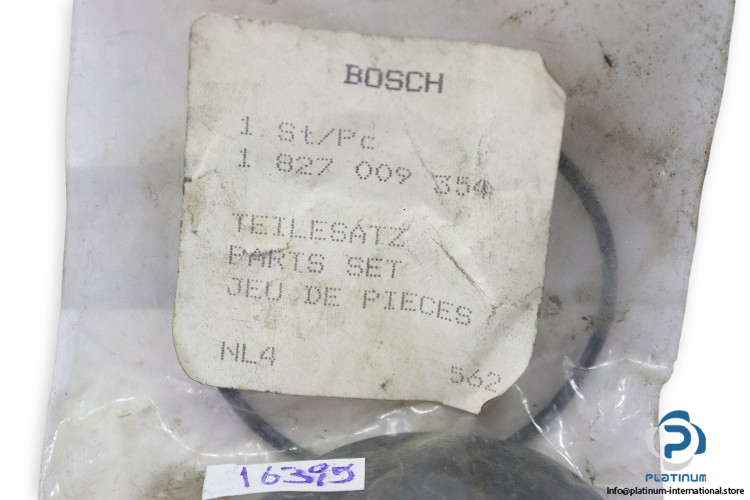 BOSCH
1 St/Pc
1 827 009 354
TEILESATZ
PARTS SET
JEU DE PIECES
NL4
562
16395
PLATINUM
Info@platinum-international.store